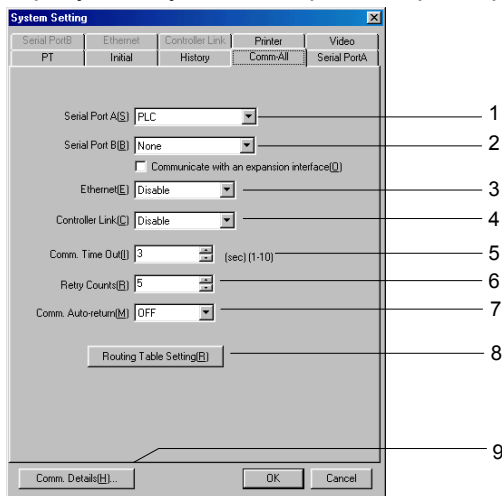 System Setting
Serial PortB Ethernet Controller Link Printer Video
PT Initial History Comm-All Serial PortA
Serial Port A(S) PLC 1
Serial Port B(B) None 2
Communicate with an expansion interface(O)
Ethernet(E) Disable 3
Controller Link(C) Disable 4
Comm. Time Out(I) 3 (sec) (1-10) 5
Retry Counts(R) 5 6
Comm. Auto-return(M) OFF 7
Routing Table Setting(R) 8
9
Comm. Details(H)... OK Cancel